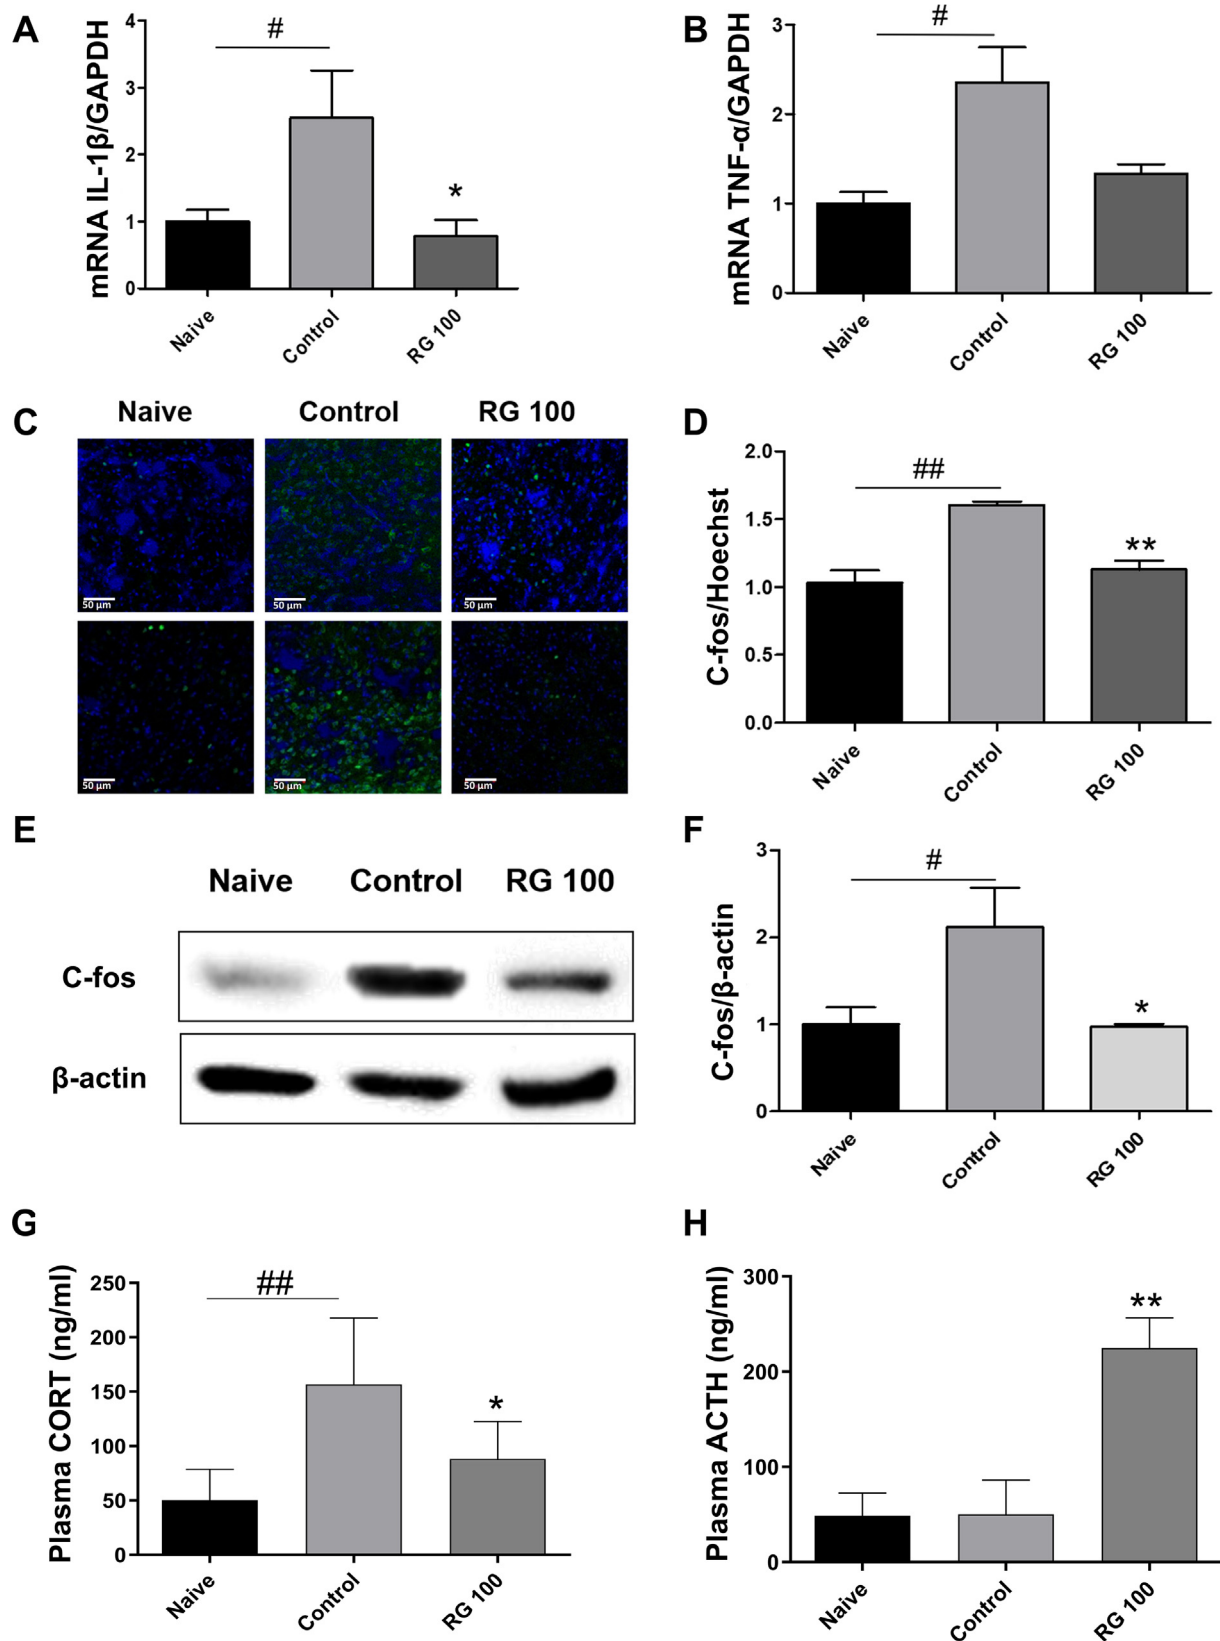 A
mRNA IL-1β/GAPDH
4
3
2
1
0
#
*
Naive
Control
RG 100
B
mRNA TNF-α/GAPDH
3
2
1
0
#
Naive
Control
RG 100
C
Naive
Control
RG 100
50 μm
50 μm
50 μm
50 μm
50 μm
50 μm
D
C-fos/Hoechst
2.0
1.5
1.0
0.5
0.0
##
**
Naive
Control
RG 100
E
Naive
Control
RG 100
C-fos
β-actin
F
C-fos/β-actin
3
2
1
0
#
*
Naive
Control
RG 100
G
Plasma CORT (ng/ml)
250
200
150
100
50
0
##
*
Naive
Control
RG 100
H
Plasma ACTH (ng/ml)
300
200
100
0
**
Naive
Control
RG 100